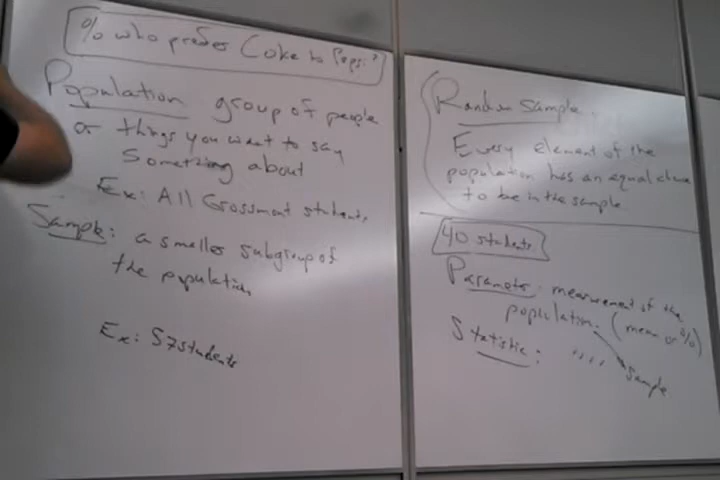 % who prefer Coke to Pepsi?
Population group of people
or things you want to say
Something about
Ex: All Grossmont students
Sample: a smaller subgroup of
the population
Ex: 57 students
Random Sample.
Every element of the
population has an equal chance
to be in the sample
40 students
Parameter: measurement of the
population. (mean or %)
Statistic: " " " "
Sample